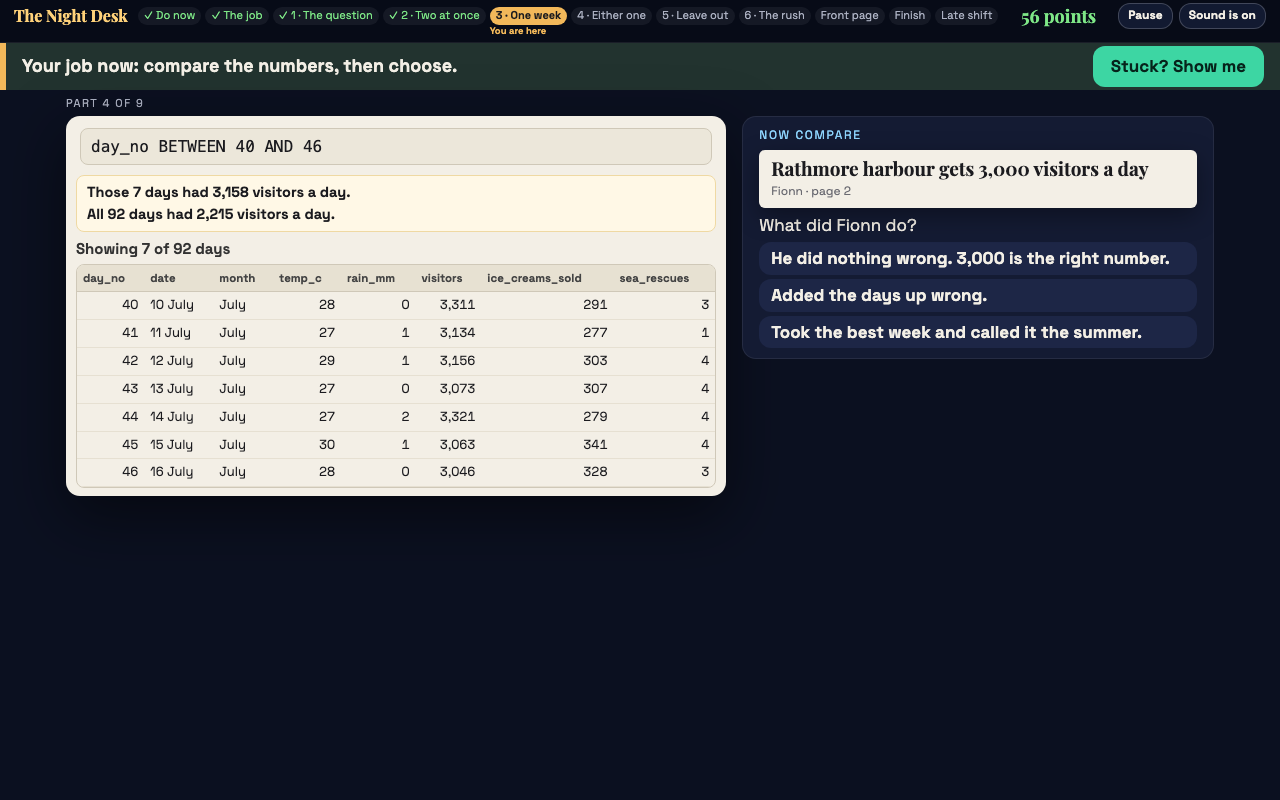 The Night Desk
✓ Do now
✓ The job
✓ 1 · The question
✓ 2 · Two at once
3 · One week
You are here
4 · Either one
5 · Leave out
6 · The rush
Front page
Finish
Late shift
56 points
Pause
Sound is on
Your job now: compare the numbers, then choose.
Stuck? Show me
PART 4 OF 9
day_no BETWEEN 40 AND 46
Those 7 days had 3,158 visitors a day.
All 92 days had 2,215 visitors a day.
Showing 7 of 92 days
day_no date month temp_c rain_mm visitors ice_creams_sold sea_rescues
40 10 July July 28 0 3,311 291 3
41 11 July July 27 1 3,134 277 1
42 12 July July 29 1 3,156 303 4
43 13 July July 27 0 3,073 307 4
44 14 July July 27 2 3,321 279 4
45 15 July July 30 1 3,063 341 4
46 16 July July 28 0 3,046 328 3
NOW COMPARE
Rathmore harbour gets 3,000 visitors a day
Fionn · page 2
What did Fionn do?
He did nothing wrong. 3,000 is the right number.
Added the days up wrong.
Took the best week and called it the summer.